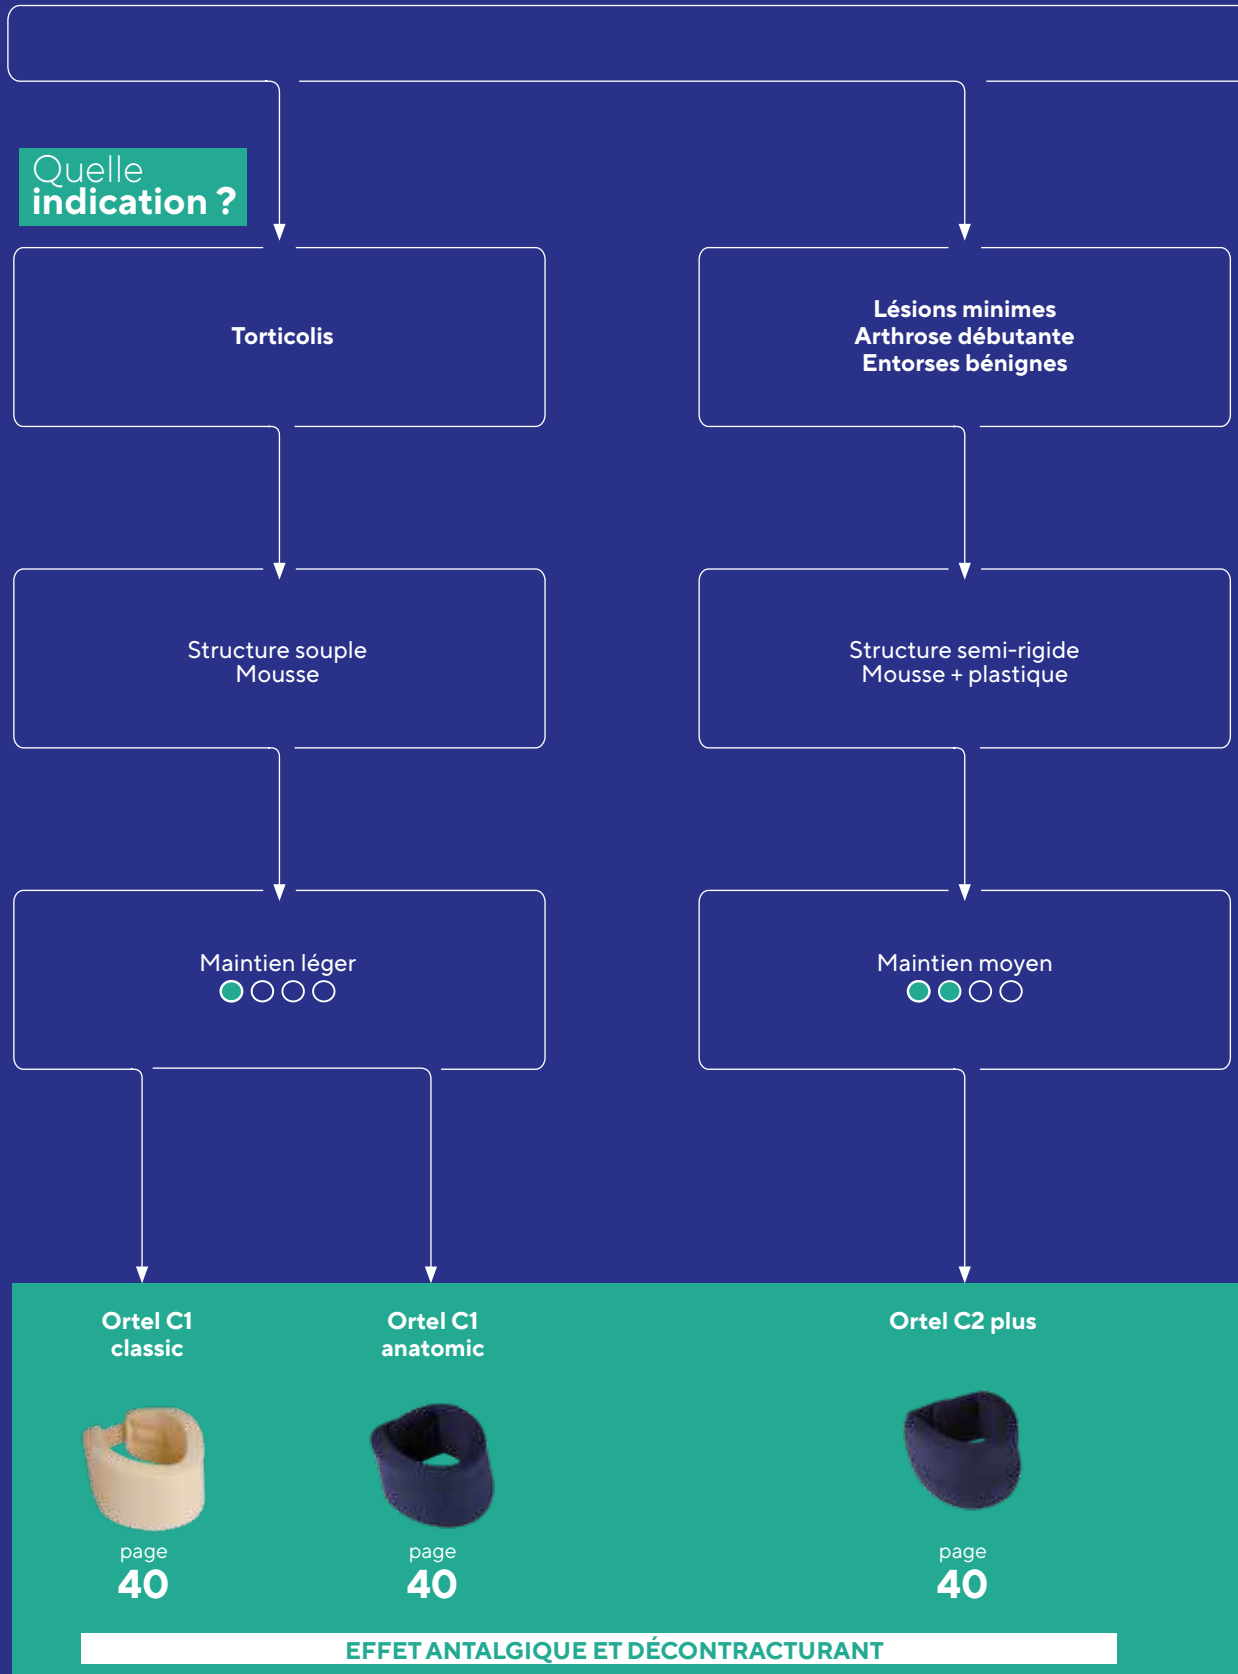 Quelle
indication ?
Torticolis
Lésions minimes
Arthrose débutante
Entorses bénignes
Structure souple
Mousse
Structure semi-rigide
Mousse + plastique
Maintien léger
Maintien moyen
Ortel C1
classic
Ortel C1
anatomic
Ortel C2 plus
page
40
page
40
page
40
EFFET ANTALGIQUE ET DÉCONTRACTURANT